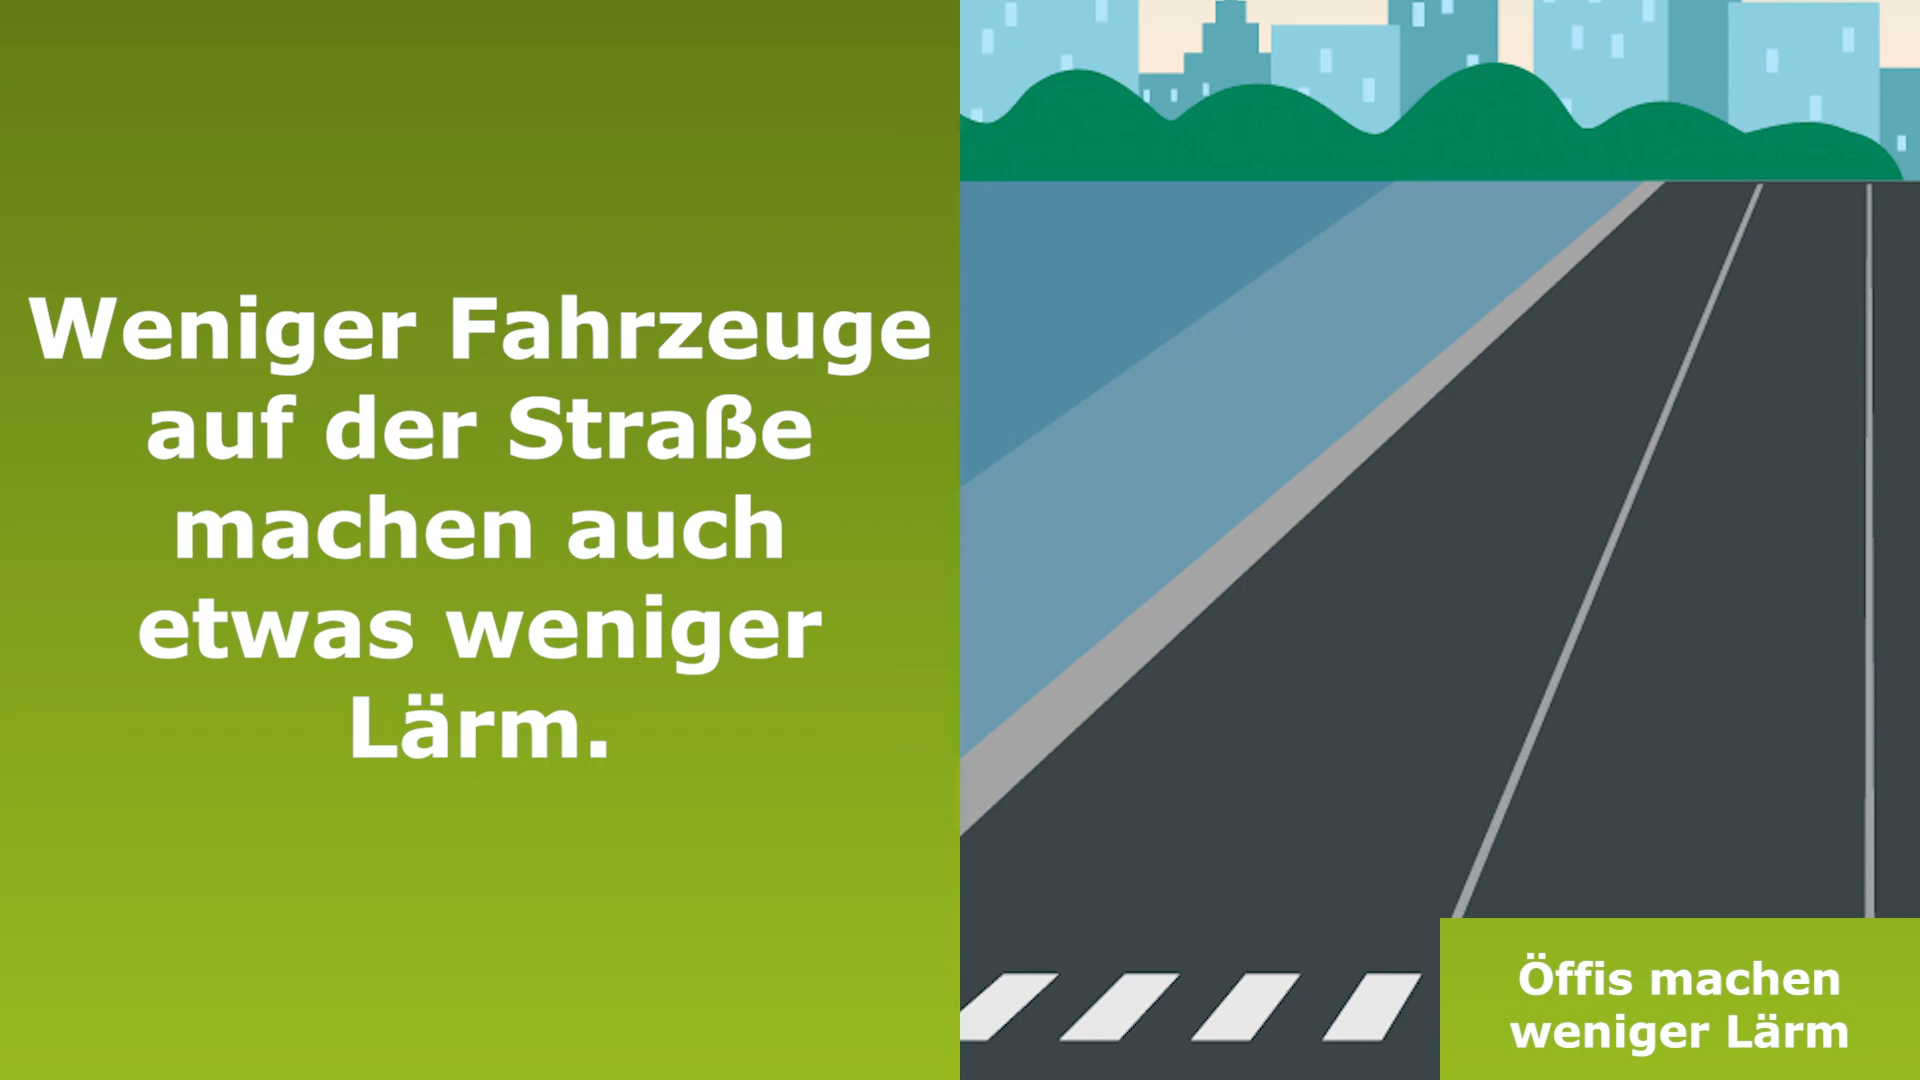 Weniger Fahrzeuge
auf der Straße
machen auch
etwas weniger
Lärm.
Öffis machen
weniger Lärm